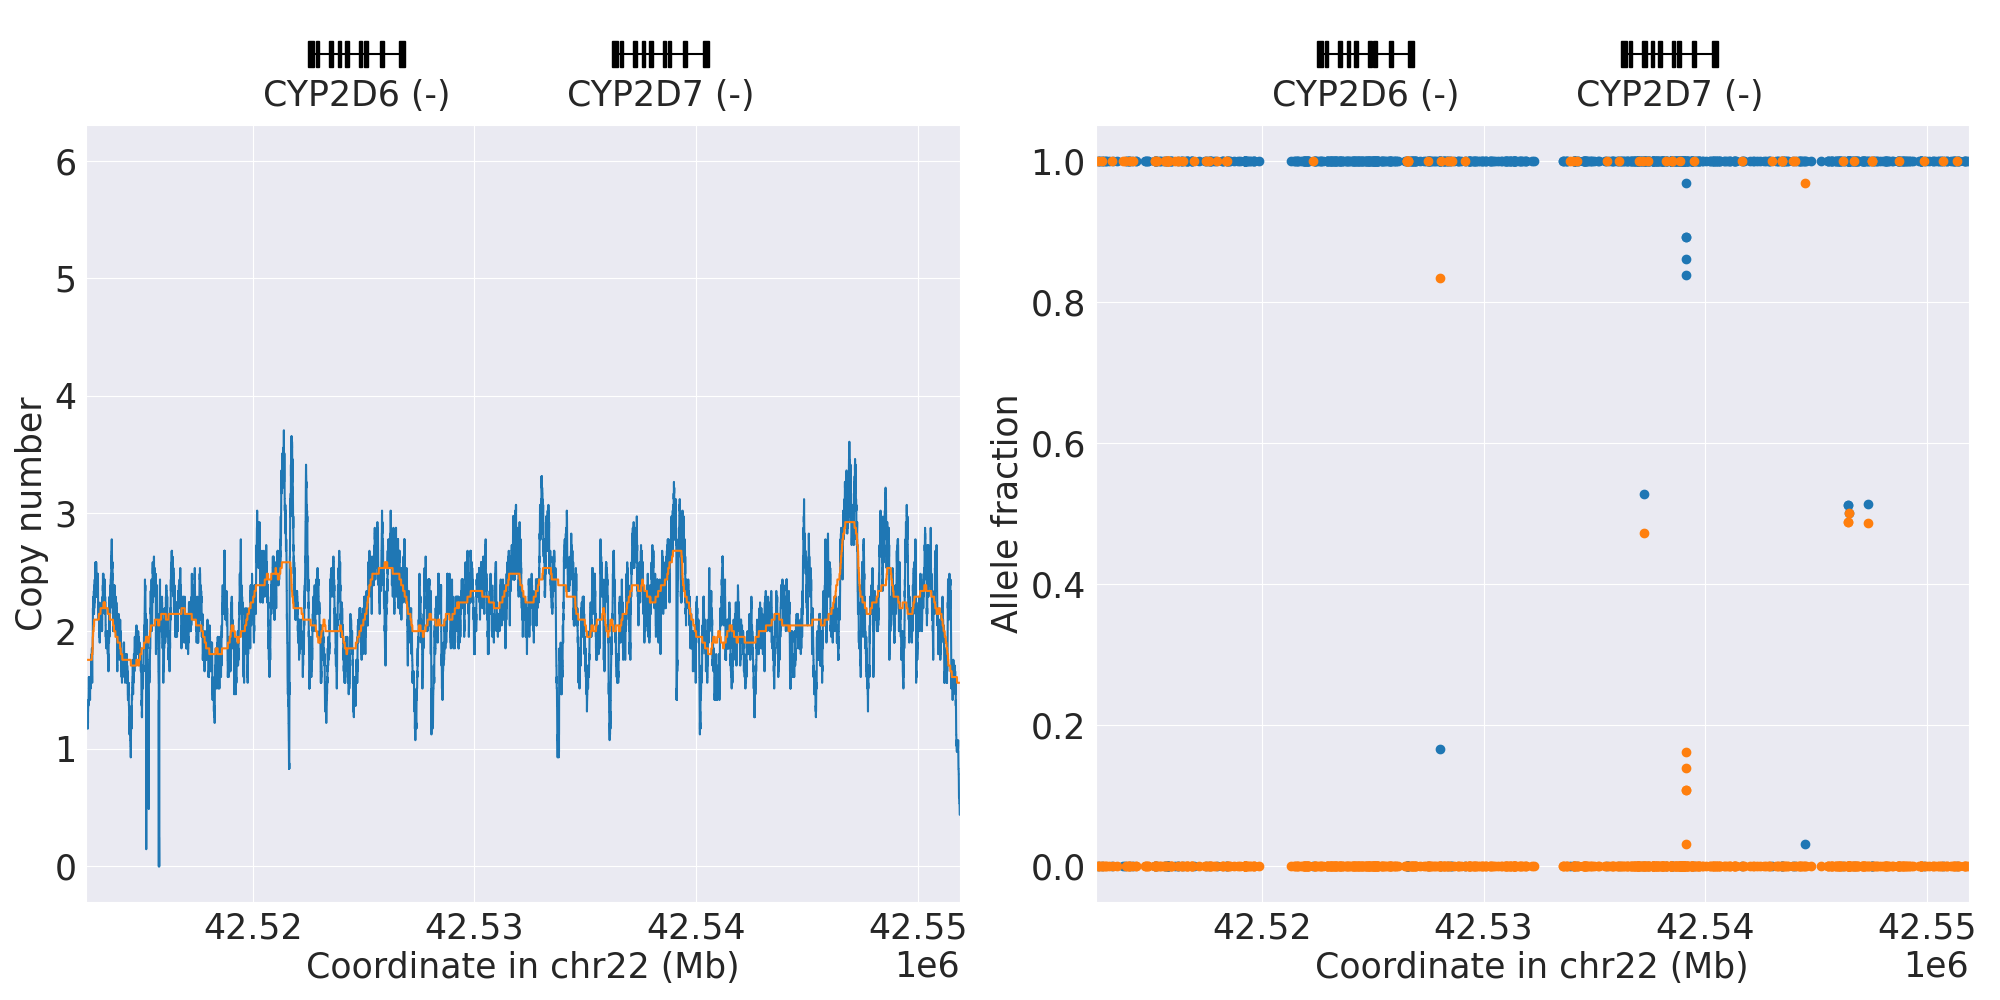 CYP2D6 (-) CYP2D7 (-)
6
5
4
3
2
1
0
Copy number
42.52 42.53 42.54 42.55
Coordinate in chr22 (Mb) 1e6
CYP2D6 (-) CYP2D7 (-)
1.0
0.8
0.6
0.4
0.2
0.0
Allele fraction
42.52 42.53 42.54 42.55
Coordinate in chr22 (Mb) 1e6